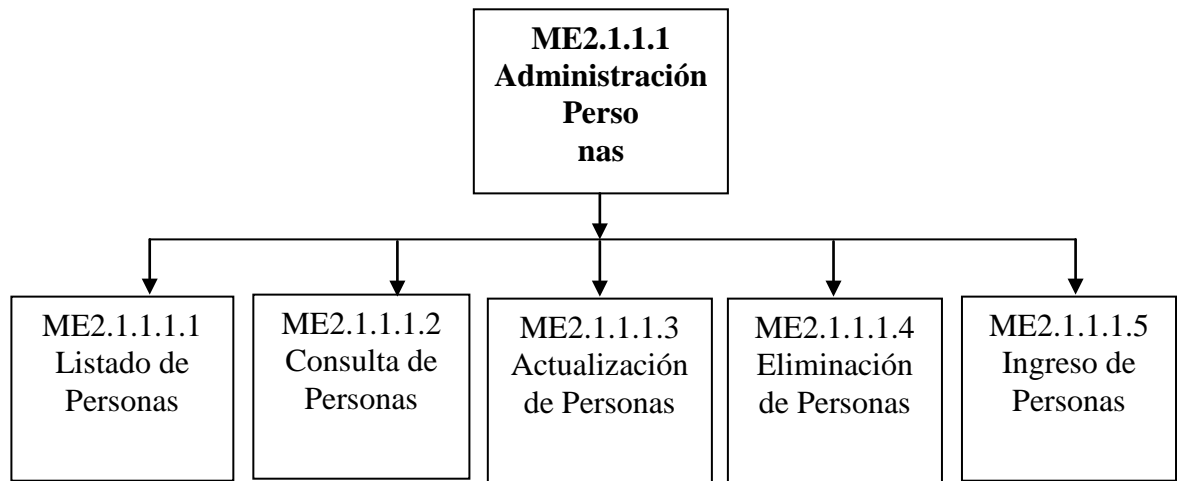 ME2.1.1.1
Administración
Perso
nas
ME2.1.1.1.1
Listado de
Personas
ME2.1.1.1.2
Consulta de
Personas
ME2.1.1.1.3
Actualización
de Personas
ME2.1.1.1.4
Eliminación
de Personas
ME2.1.1.1.5
Ingreso de
Personas